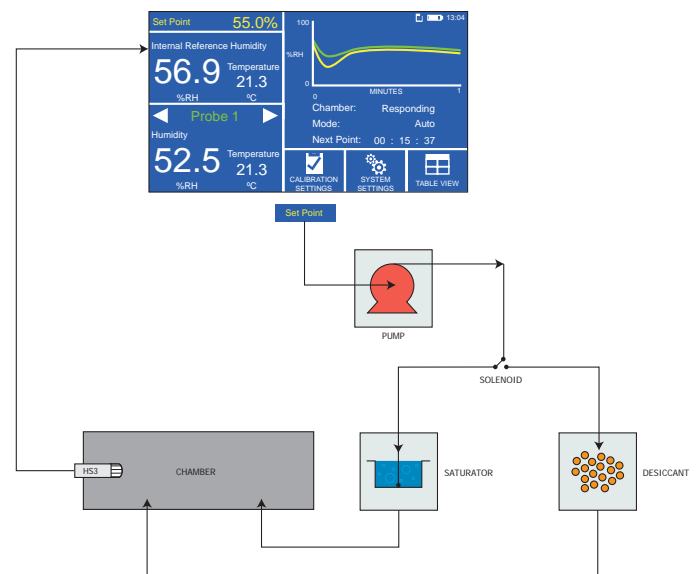 Set Point 55.0%
13:04
Internal Reference Humidity
56.9
Temperature
21.3
%RH ºC
100
%RH
0
0 MINUTES 1
Chamber: Responding
Mode: Auto
Next Point: 00 : 15 : 37
Probe 1
Humidity
52.5
Temperature
21.3
%RH ºC
CALIBRATION
SETTINGS
SYSTEM
SETTINGS
TABLE VIEW
Set Point
PUMP
SOLENOID
HS3
CHAMBER
SATURATOR
DESICCANT